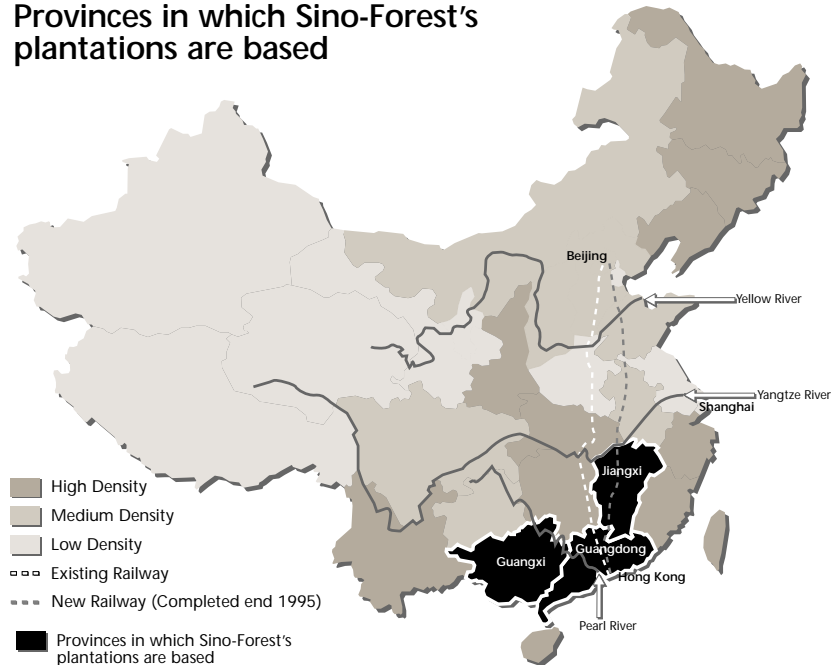 Provinces in which Sino-Forest's
plantations are based
Beijing
Yellow River
Yangtze River
Shanghai
Jiangxi
High Density
Medium Density
Low Density
Guangxi
Guangdong
Existing Railway
Hong Kong
New Railway (Completed end 1995)
Pearl River
Provinces in which Sino-Forest's
plantations are based